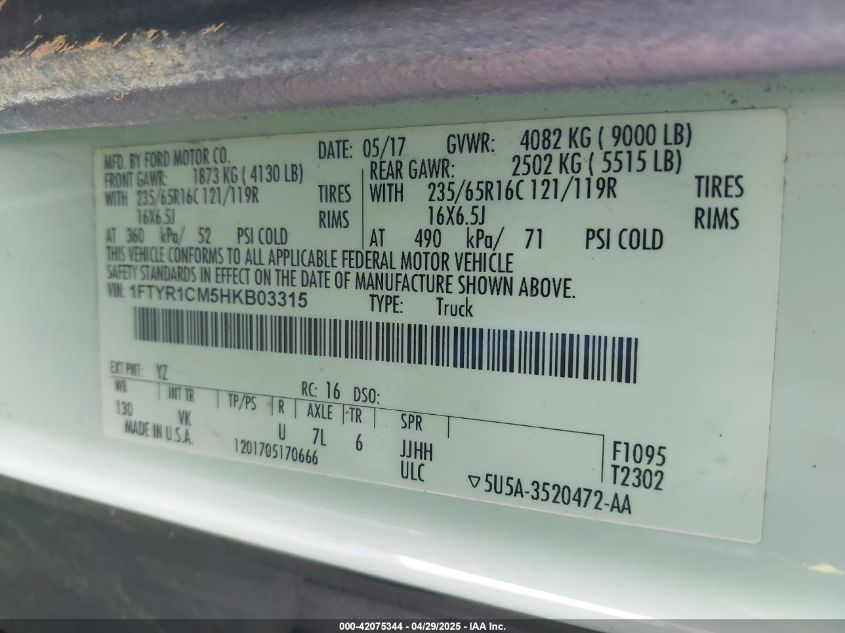 MFD. BY FORD MOTOR CO.
DATE: 05/17 GVWR: 4082 KG ( 9000 LB)
FRONT GAWR: 1873 KG ( 4130 LB)
REAR GAWR: 2502 KG ( 5515 LB)
WITH 235/65R16C 121/119R TIRES
WITH 235/65R16C 121/119R TIRES
16X6.5J RIMS
16X6.5J RIMS
AT 360 kPa/ 52 PSI COLD
AT 490 kPa/ 71 PSI COLD
THIS VEHICLE CONFORMS TO ALL APPLICABLE FEDERAL MOTOR VEHICLE
SAFETY STANDARDS IN EFFECT ON THE DATE OF MANUFACTURE SHOWN ABOVE.
VIN: 1FTYR1CM5HKB03315
TYPE: Truck
EXT PNT: YZ
RC: 16 DSO:
WB INT TR TP/PS R AXLE TR SPR
130 VK U 7L 6 JJHH
MADE IN U.S.A.
1201705170666
ULC
F1095
T2302
▽5U5A-3520472-AA
000-42075344 / 04/29/2025 - IAA Inc.